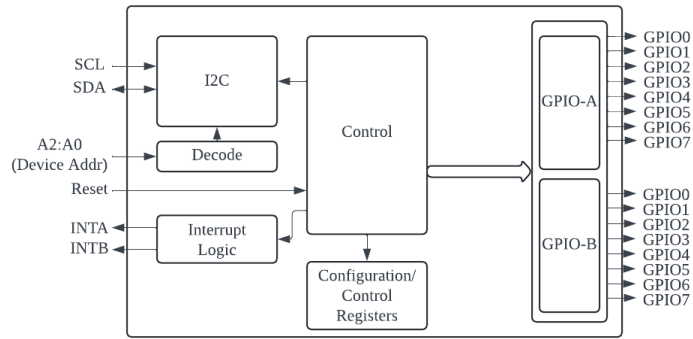 SCL
SDA
A2:A0
(Device Addr)
Reset
INTA
INTB
I2C
Decode
Interrupt
Logic
Control
Configuration/
Control
Registers
GPIO-A
GPIO-B
GPIO0
GPIO1
GPIO2
GPIO3
GPIO4
GPIO5
GPIO6
GPIO7
GPIO0
GPIO1
GPIO2
GPIO3
GPIO4
GPIO5
GPIO6
GPIO7